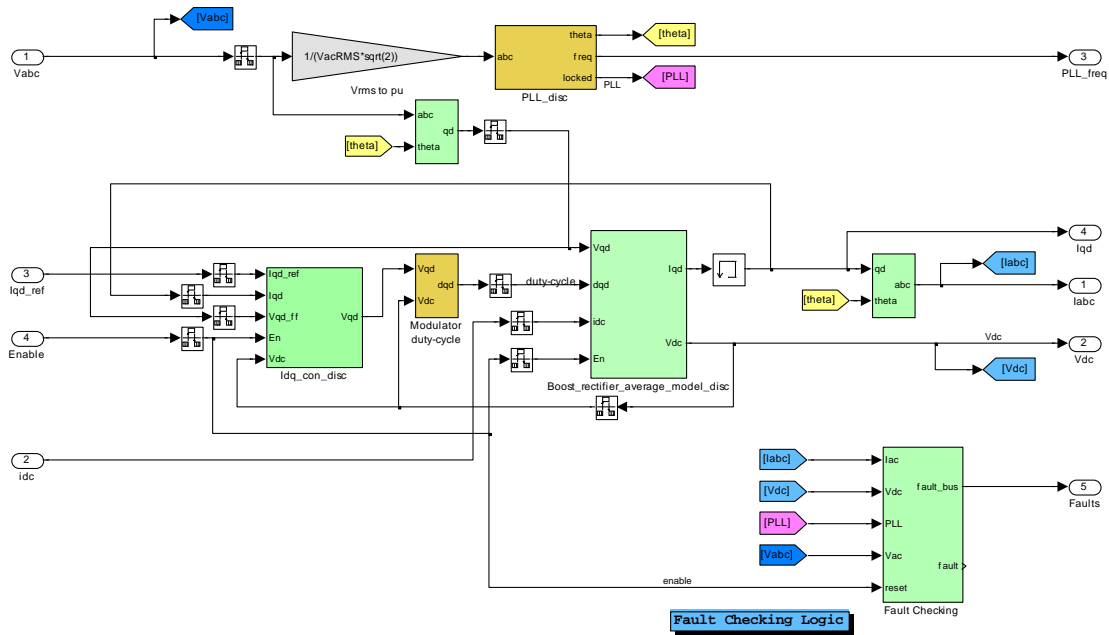 [Vabc]
1
Vabc
1/(VacRMS*sqrt(2))
Vrms to pu
abc
theta
freq
locked
PLL_disc
[theta]
PLL
[PLL]
3
PLL_freq
abc
theta
qd
[theta]
3
Iqd_ref
4
Enable
Iqd_ref
Iqd
Vqd_ff
En
Vdc
Vqd
Idq_con_disc
Vqd
Vdc
dqd
Modulator
duty-cycle
duty-cycle
Vqd
dqd
idc
En
Iqd
Vdc
Boost_rectifier_average_model_disc
qd
theta
abc
[theta]
4
Iqd
[Iabc]
1
Iabc
Vdc
2
Vdc
[Vdc]
2
idc
[Iabc]
[Vdc]
[PLL]
[Vabc]
enable
Iac
Vdc
PLL
Vac
reset
fault_bus
fault
Fault Checking
5
Faults
Fault Checking Logic